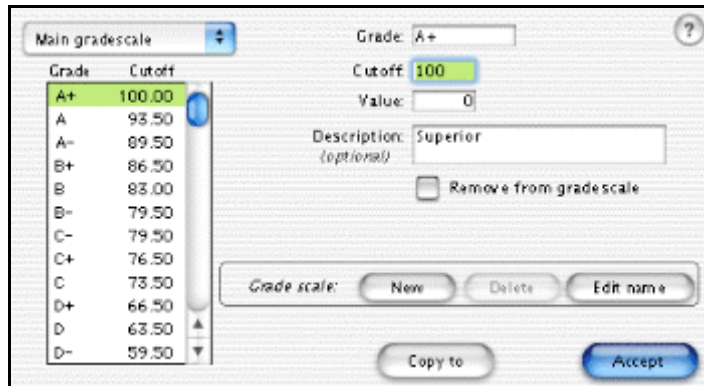 Main gradescale
Grade Cutoff
A+ 100.00
A 93.50
A- 89.50
B+ 86.50
B 83.00
B- 79.50
C- 79.50
C+ 76.50
C 73.50
D+ 66.50
D 63.50
D- 59.50
Grade: A+
?
Cutoff: 100
Value: 0
Description: Superior
(optional)
Remove from gradescale
Grade scale: New Delete Edit name
Copy to Accept